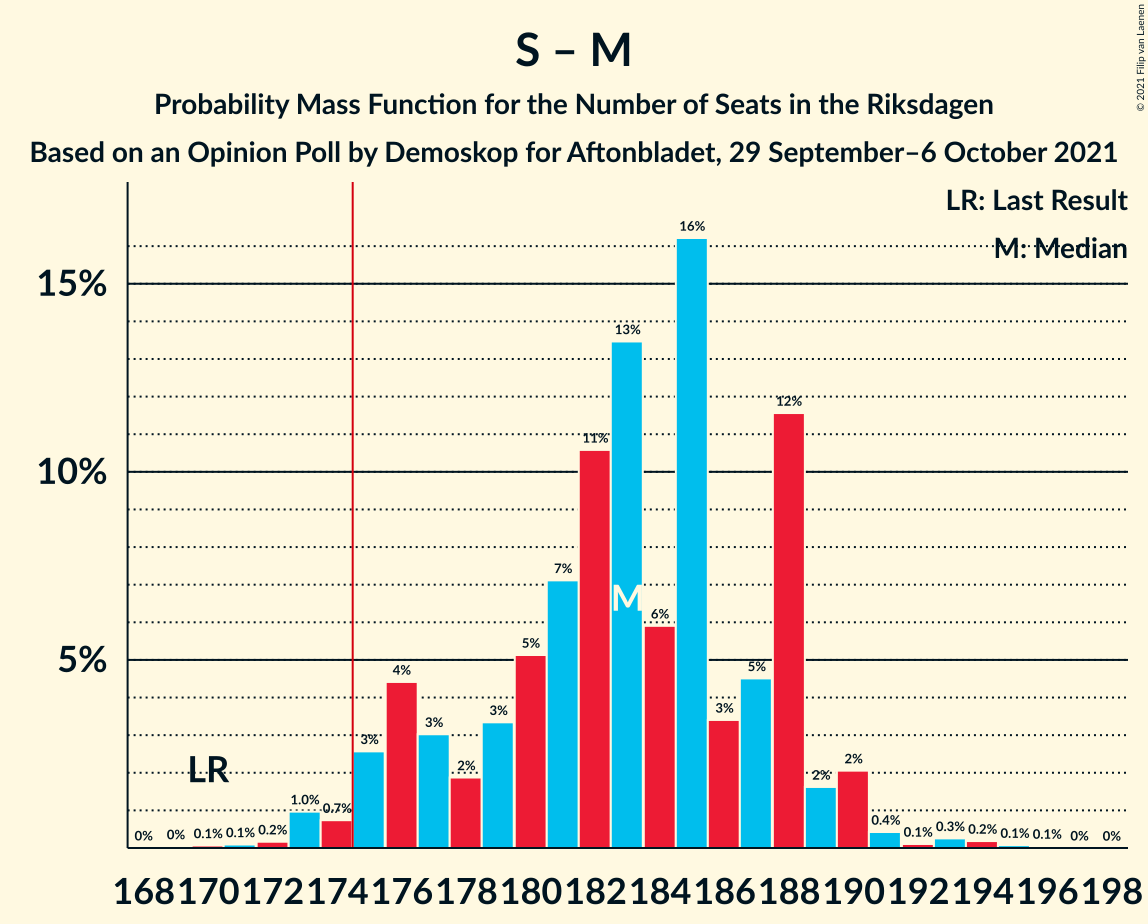 © 2021 Filip van Laenen
S – M
Probability Mass Function for the Number of Seats in the Riksdagen
Based on an Opinion Poll by Demoskop for Aftonbladet, 29 September–6 October 2021
LR: Last Result
M: Median
15%
10%
5%
0% 0% 0.1% 0.1% 0.2% 1.0% 0.7% 3% 4% 3% 2% 3% 5% 7% 11% 13% 6% 16% 3% 5% 12% 2% 2% 0.4% 0.1% 0.3% 0.2% 0.1% 0.1% 0% 0%
LR
M
168 170 172 174 176 178 180 182 184 186 188 190 192 194 196 198